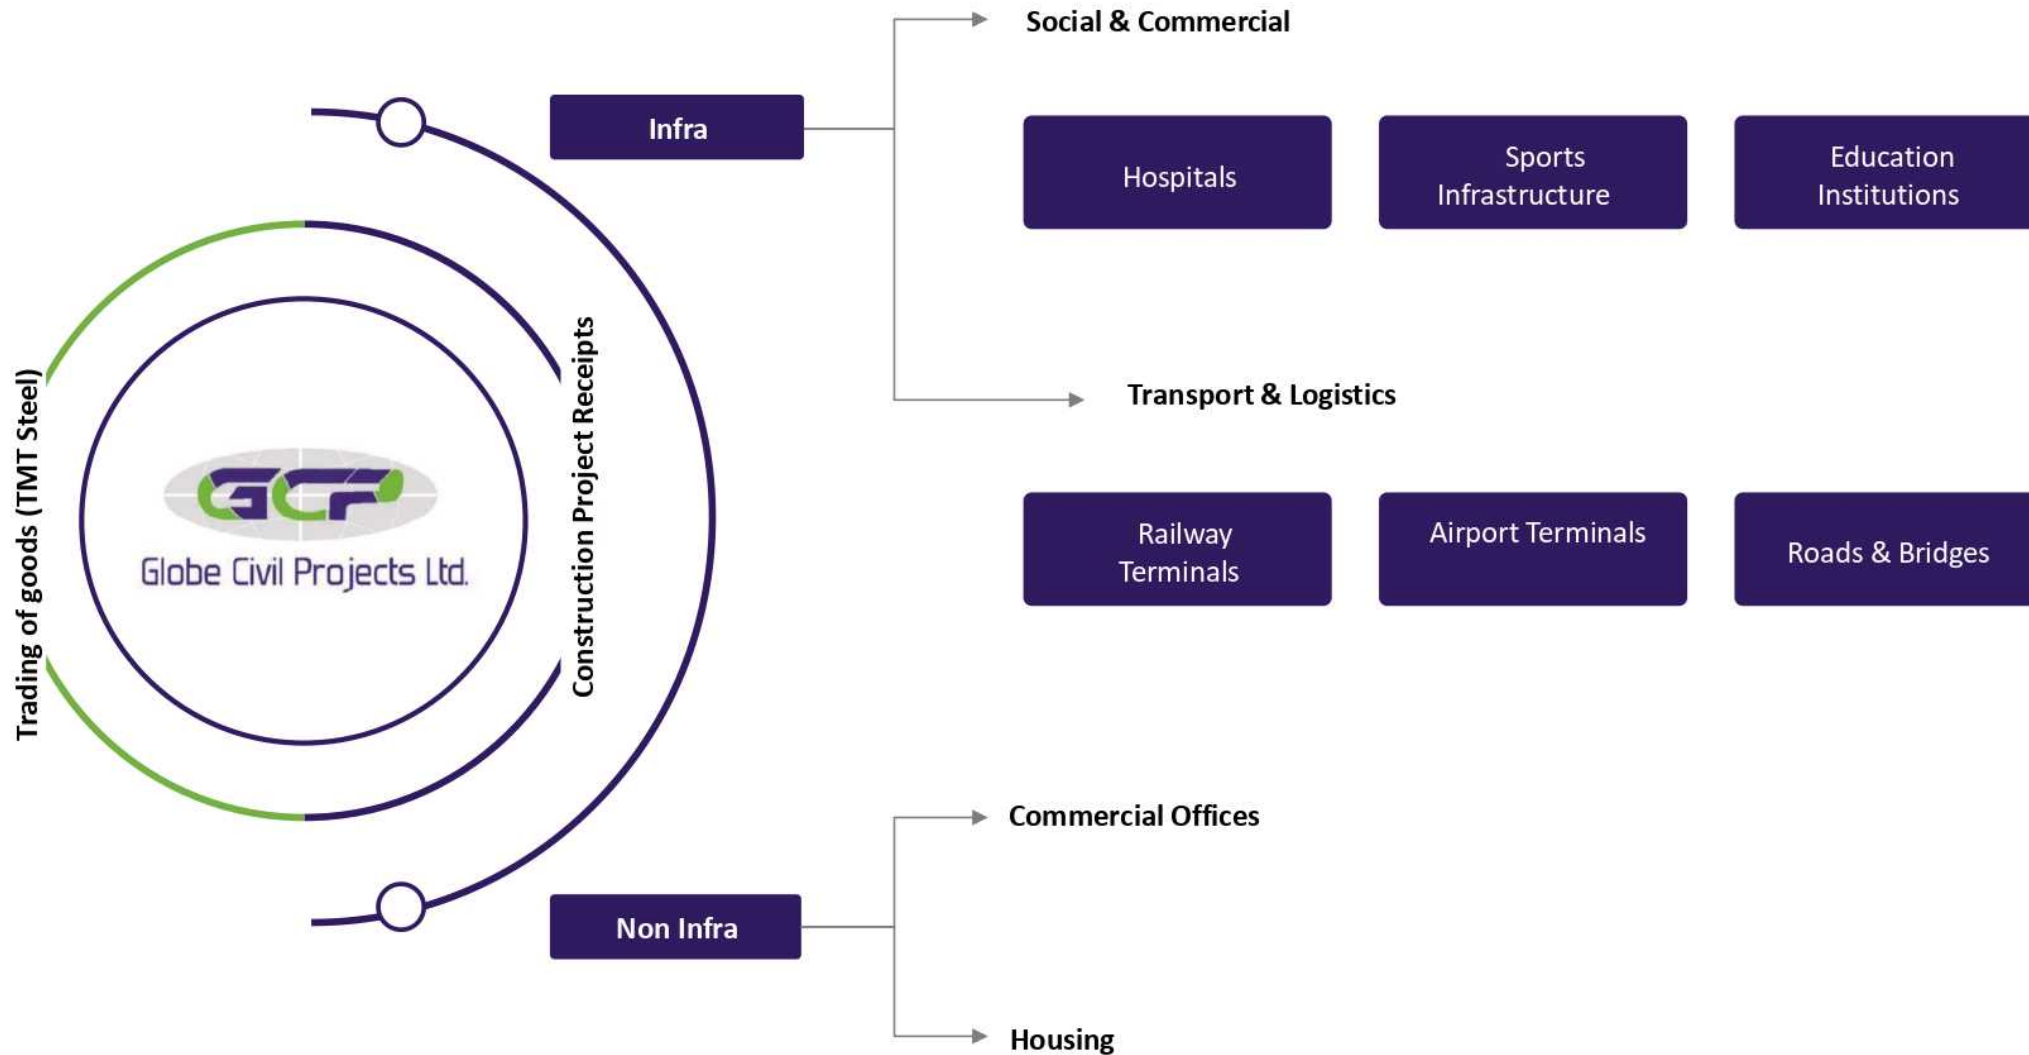 Social & Commercial
Infra
Hospitals
Sports
Infrastructure
Education
Institutions
Transport & Logistics
Railway
Terminals
Airport Terminals
Roads & Bridges
Trading of goods (TMT Steel)
GCP
Globe Civil Projects Ltd.
Construction Project Receipts
Commercial Offices
Non Infra
Housing